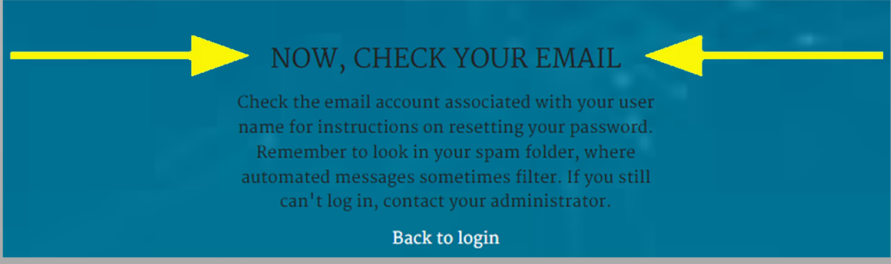 NOW, CHECK YOUR EMAIL
Check the email account associated with your user
name for instructions on resetting your password.
Remember to look in your spam folder, where
automated messages sometimes filter. If you still
can't log in, contact your administrator.
Back to login